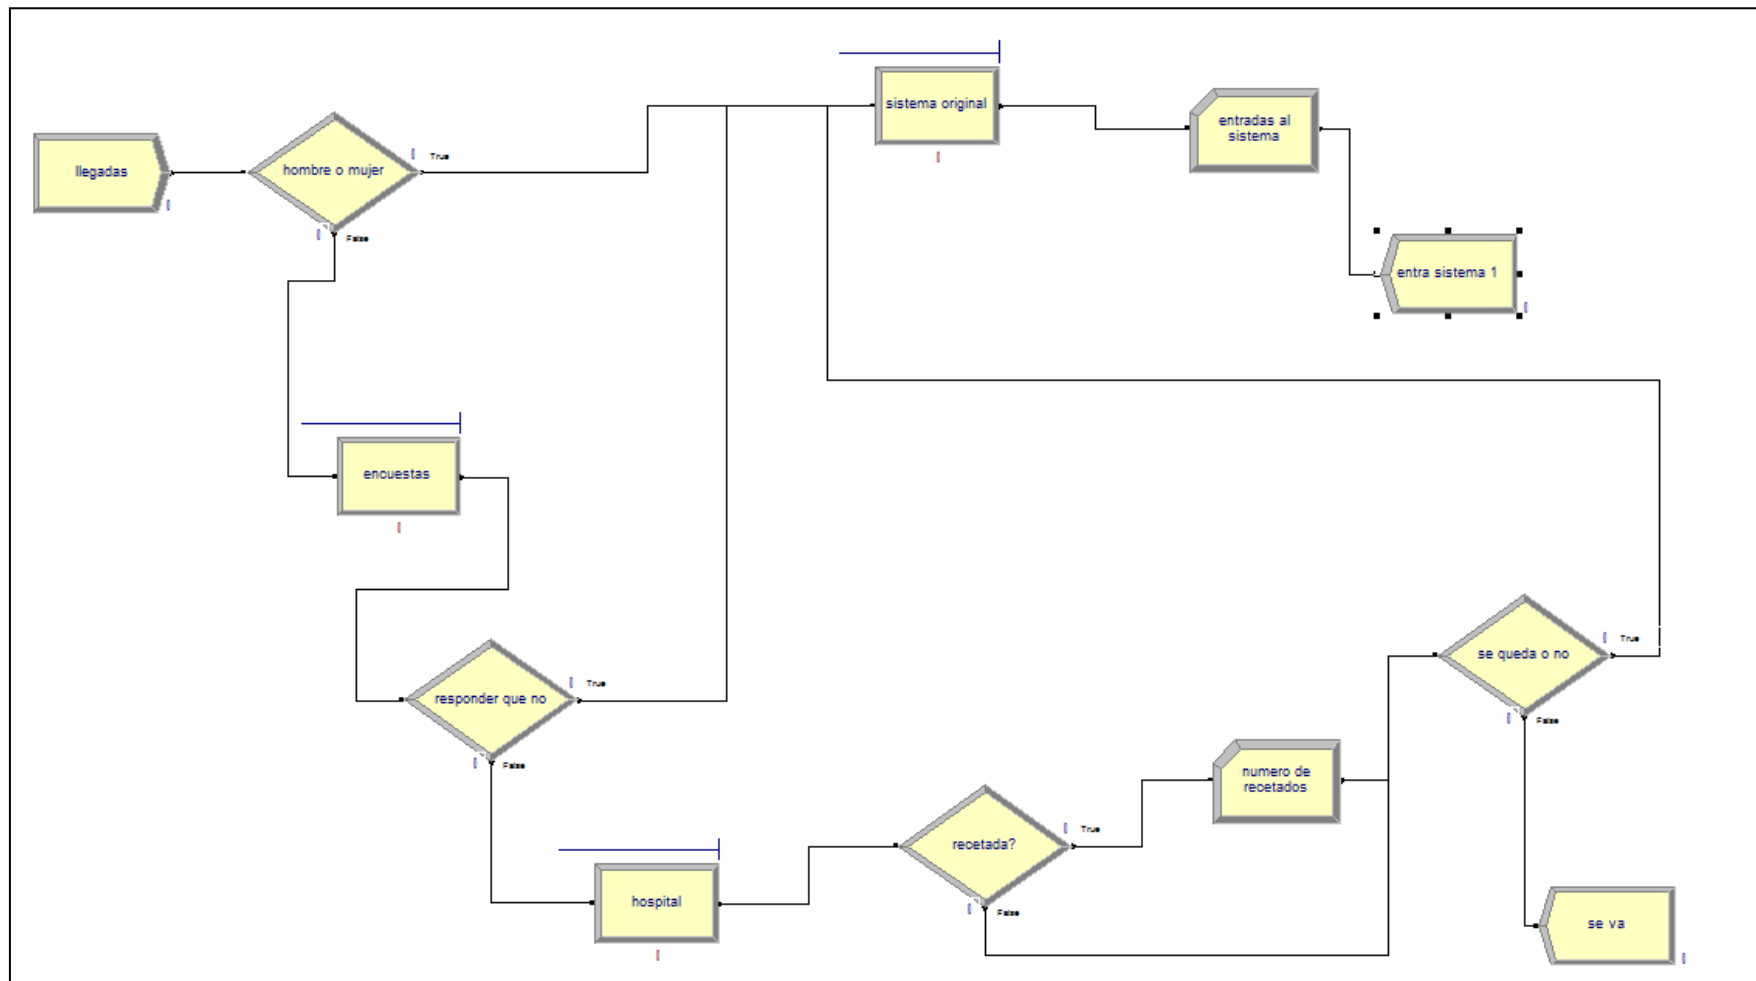 sistema original
entradas al
sistema
llegadas
hombre o mujer
True
False
entra sistema 1
encuestas
responder que no
True
False
se queda o no
True
False
numero de
recetados
recetada?
True
False
hospital
se va